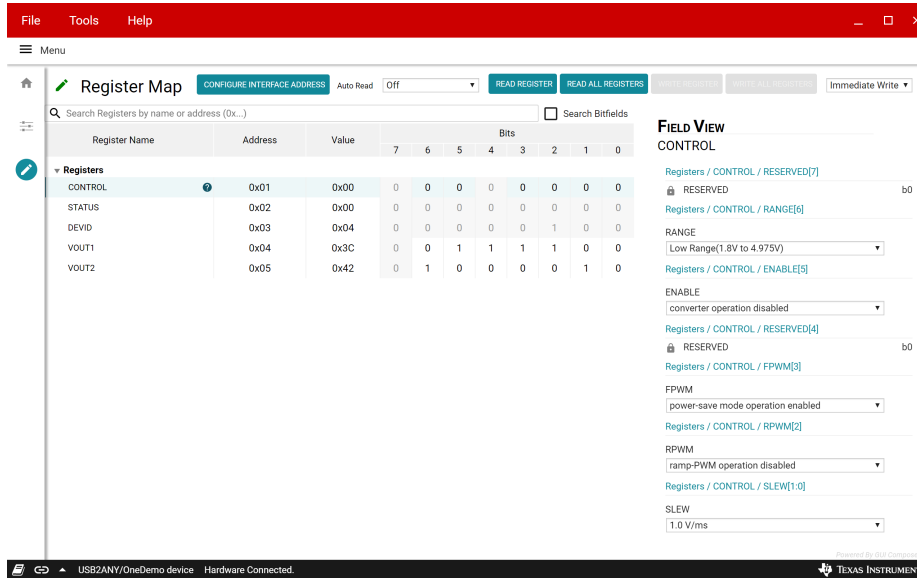 File Tools Help
Menu
Register Map CONFIGURE INTERFACE ADDRESS Auto Read Off READ REGISTER READ ALL REGISTERS WRITE REGISTER WRITE ALL REGISTERS Immediate Write
Search Registers by name or address (0x...) Search Bitfields
Register Name Address Value Bits
7 6 5 4 3 2 1 0
Registers
CONTROL 0x01 0x00 0 0 0 0 0 0 0 0
STATUS 0x02 0x00 0 0 0 0 0 0 0 0
DEVID 0x03 0x04 0 0 0 0 0 1 0 0
VOUT1 0x04 0x3C 0 0 1 1 1 1 0 0
VOUT2 0x05 0x42 0 1 0 0 0 0 1 0
FIELD VIEW
CONTROL
Registers / CONTROL / RESERVED[7]
RESERVED b0
Registers / CONTROL / RANGE[6]
RANGE
Low Range(1.8V to 4.975V)
Registers / CONTROL / ENABLE[5]
ENABLE
converter operation disabled
Registers / CONTROL / RESERVED[4]
RESERVED b0
Registers / CONTROL / FPWM[3]
FPWM
power-save mode operation enabled
Registers / CONTROL / RPWM[2]
RPWM
ramp-PWM operation disabled
Registers / CONTROL / SLEW[1:0]
SLEW
1.0 V/ms
Powered By GUI Compose
USB2ANY/OneDemo device Hardware Connected. TEXAS INSTRUMEN